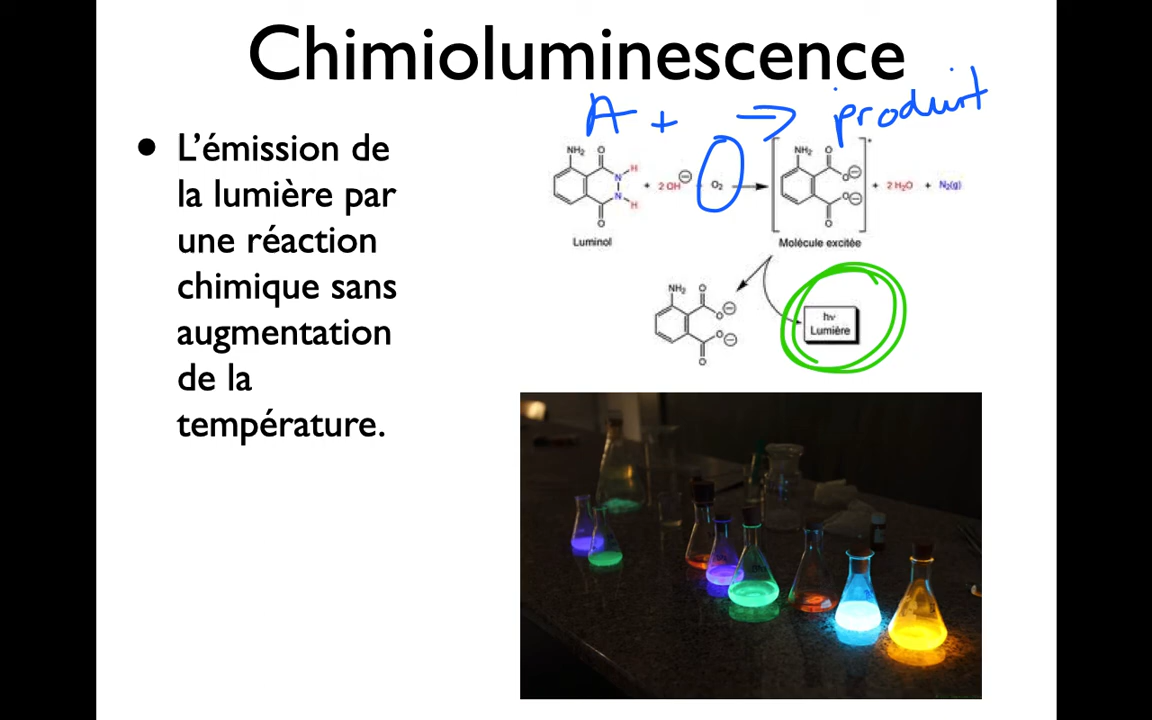 Chimioluminescence
A + → produit
• L'émission de
la lumière par
une réaction
chimique sans
augmentation
de la
température.
NH₂ O N H N H O + 2 OH⊖ + O₂ → [ NH₂ O O⊖ O⊖ O ]* + 2 H₂O + N₂(g)
Luminol
Molécule excitée
NH₂ O O⊖ O⊖ O
hν
Lumière